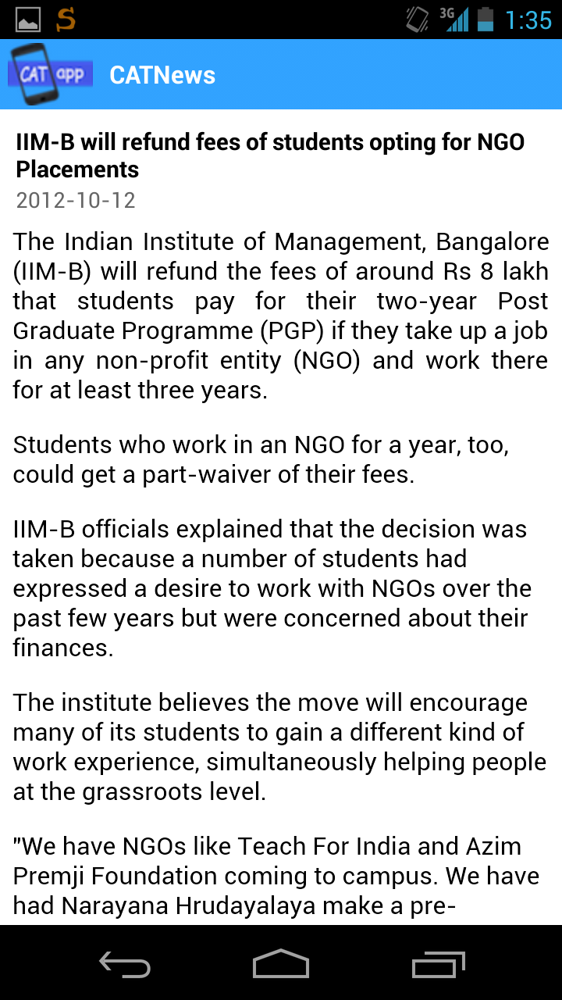 3G 1:35
CAT app CATNews
IIM-B will refund fees of students opting for NGO
Placements
2012-10-12
The Indian Institute of Management, Bangalore
(IIM-B) will refund the fees of around Rs 8 lakh
that students pay for their two-year Post
Graduate Programme (PGP) if they take up a job
in any non-profit entity (NGO) and work there
for at least three years.
Students who work in an NGO for a year, too,
could get a part-waiver of their fees.
IIM-B officials explained that the decision was
taken because a number of students had
expressed a desire to work with NGOs over the
past few years but were concerned about their
finances.
The institute believes the move will encourage
many of its students to gain a different kind of
work experience, simultaneously helping people
at the grassroots level.
"We have NGOs like Teach For India and Azim
Premji Foundation coming to campus. We have
had Narayana Hrudayalaya make a pre-